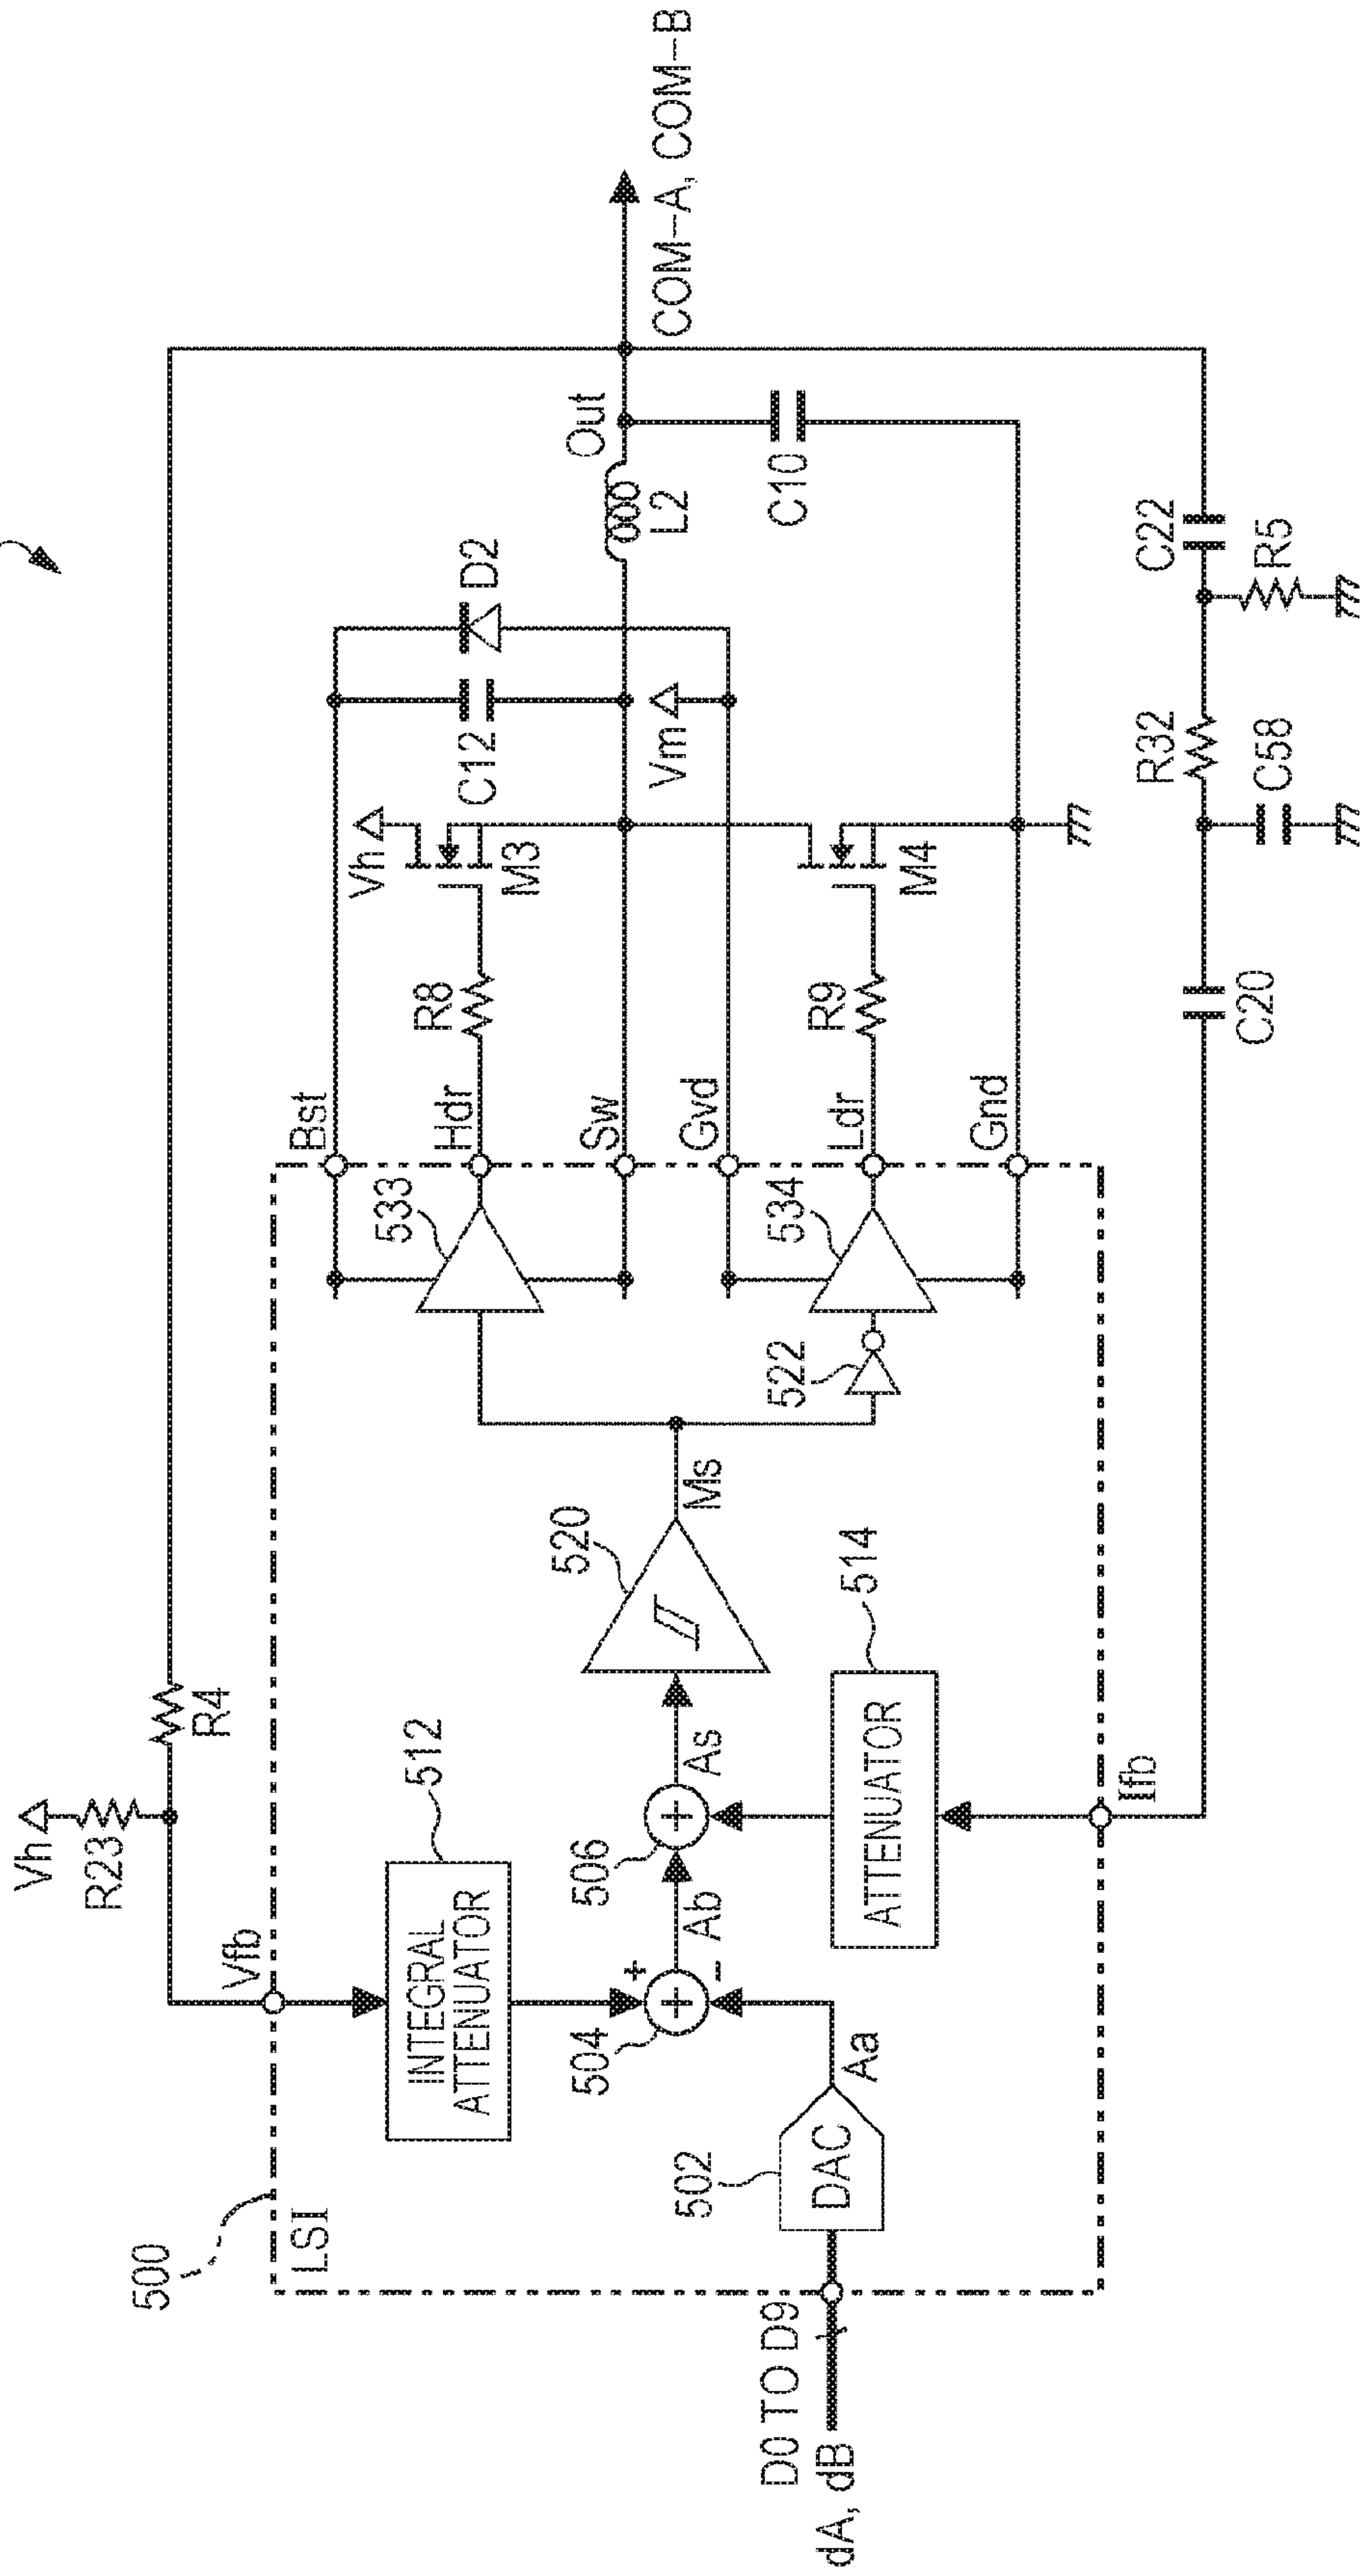 Vh
R23
R4
500
LSI
Vfb
INTEGRAL
ATTENUATOR
512
504
+
-
Ab
506
As
520
Ms
D0 TO D9
dA, dB
502
DAC
Aa
ATTENUATOR
514
Ifb
522
533
534
Bst
Hdr
Sw
Gvd
Ldr
Gnd
R8
R9
Vh
M3
M4
C12
D2
Vm
L2
Out
C10
COM-A, COM-B
C20
R32
C58
C22
R5